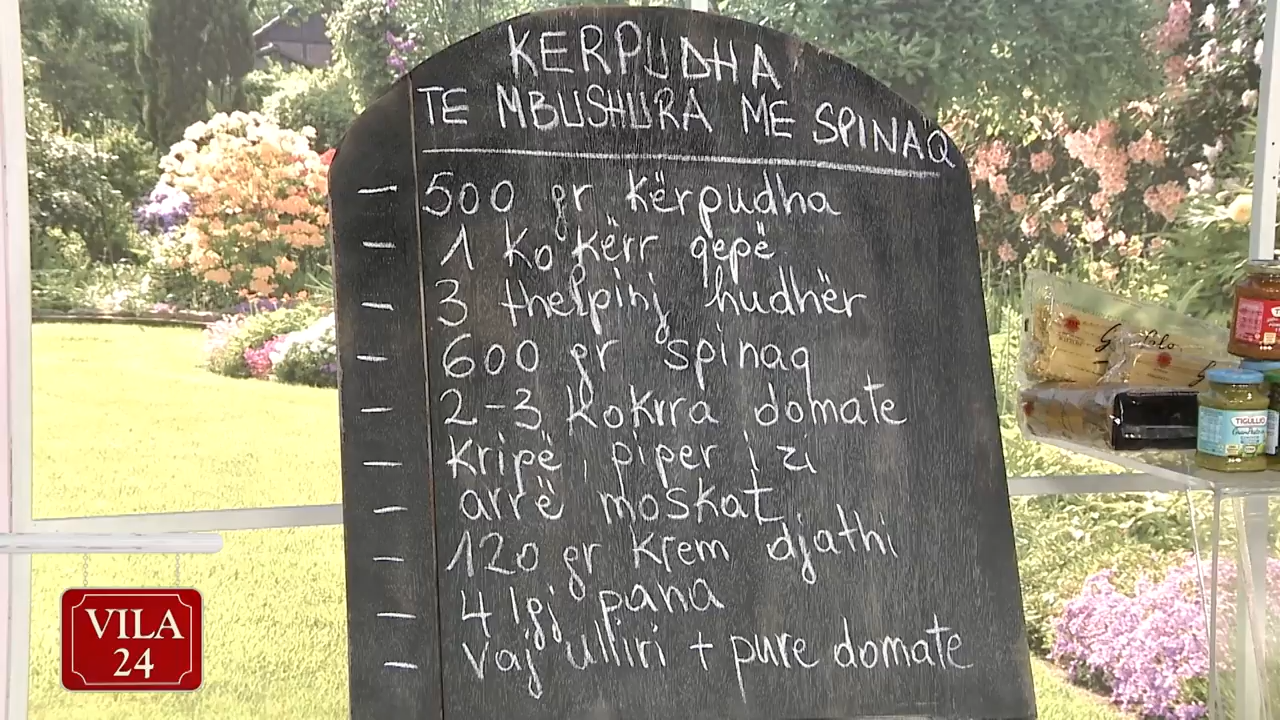 KERPUDHA
TE MBUSHURA ME SPINAQ
- 500 gr kërpudha
- 1 kokërr qepë
- 3 thelpinj hudhër
- 600 gr spinaq
- 2-3 kokrra domate
- kripë, piper i zi
- arrë moskat
- 120 gr krem djathi
- 4 lgj pana
- Vaj ulliri + pure domate
VILA
24
TIGULLIO